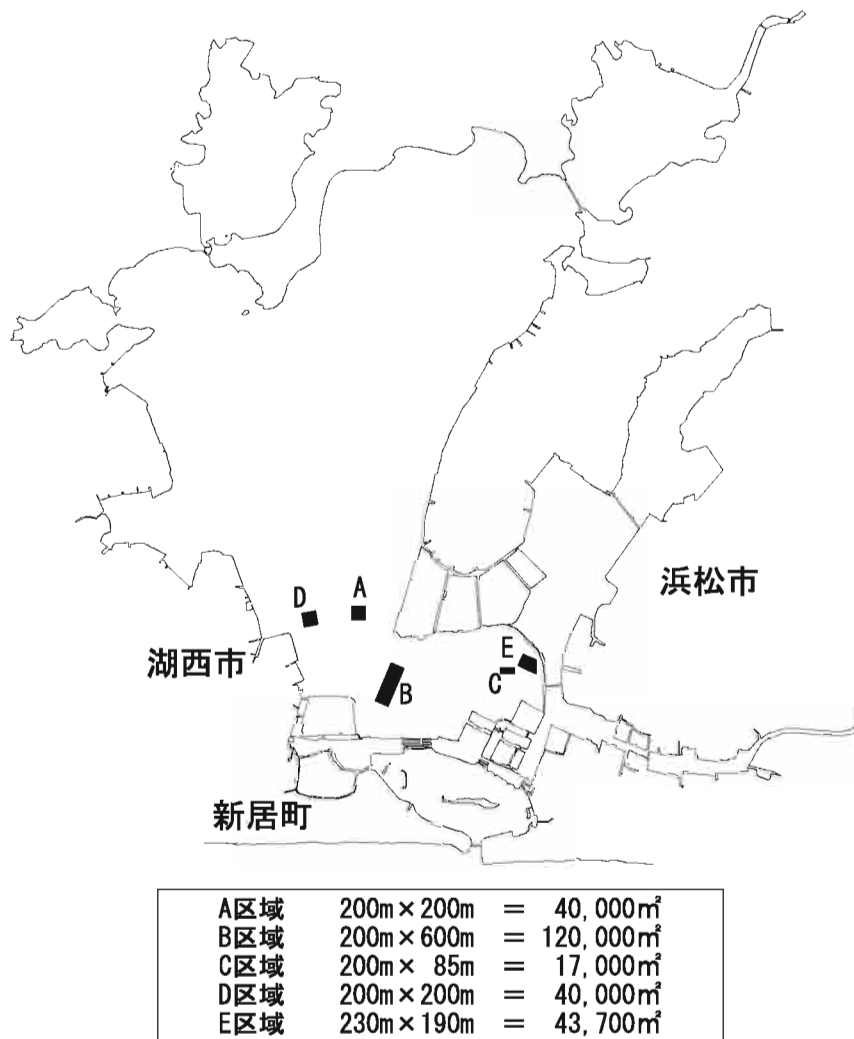 浜松市
A
D
E
湖西市
C
B
新居町
A区域 200m×200m = 40,000㎡
B区域 200m×600m = 120,000㎡
C区域 200m× 85m = 17,000㎡
D区域 200m×200m = 40,000㎡
E区域 230m×190m = 43,700㎡